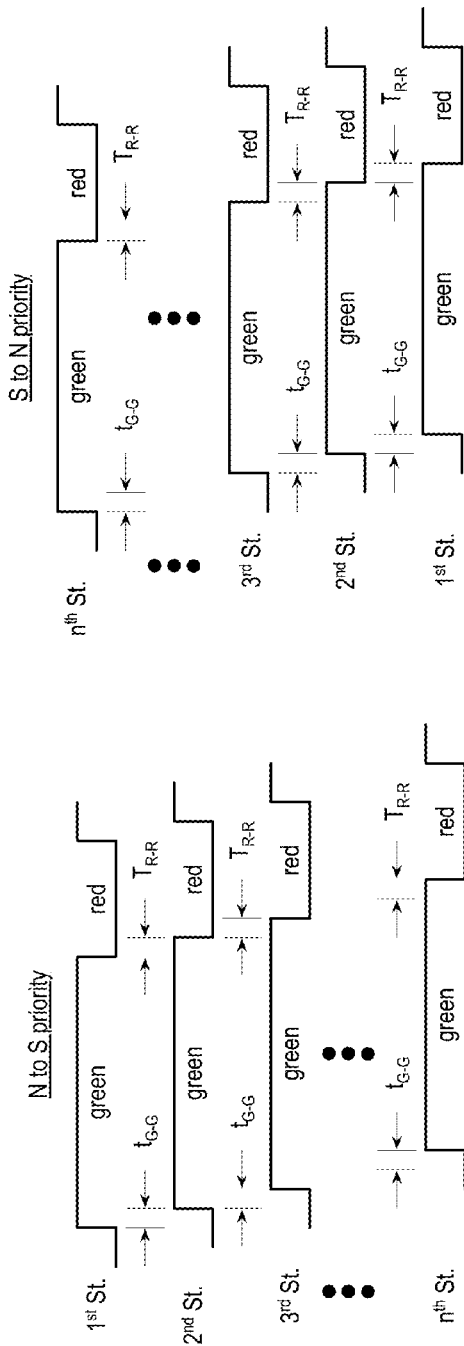 N to S priority
1st St.
green
red
tG-G
TR-R
2nd St.
green
red
tG-G
TR-R
3rd St.
green
red
tG-G
TR-R
nth St.
green
red
S to N priority
nth St.
green
red
tG-G
TR-R
3rd St.
green
red
tG-G
TR-R
2nd St.
green
red
tG-G
TR-R
1st St.
green
red